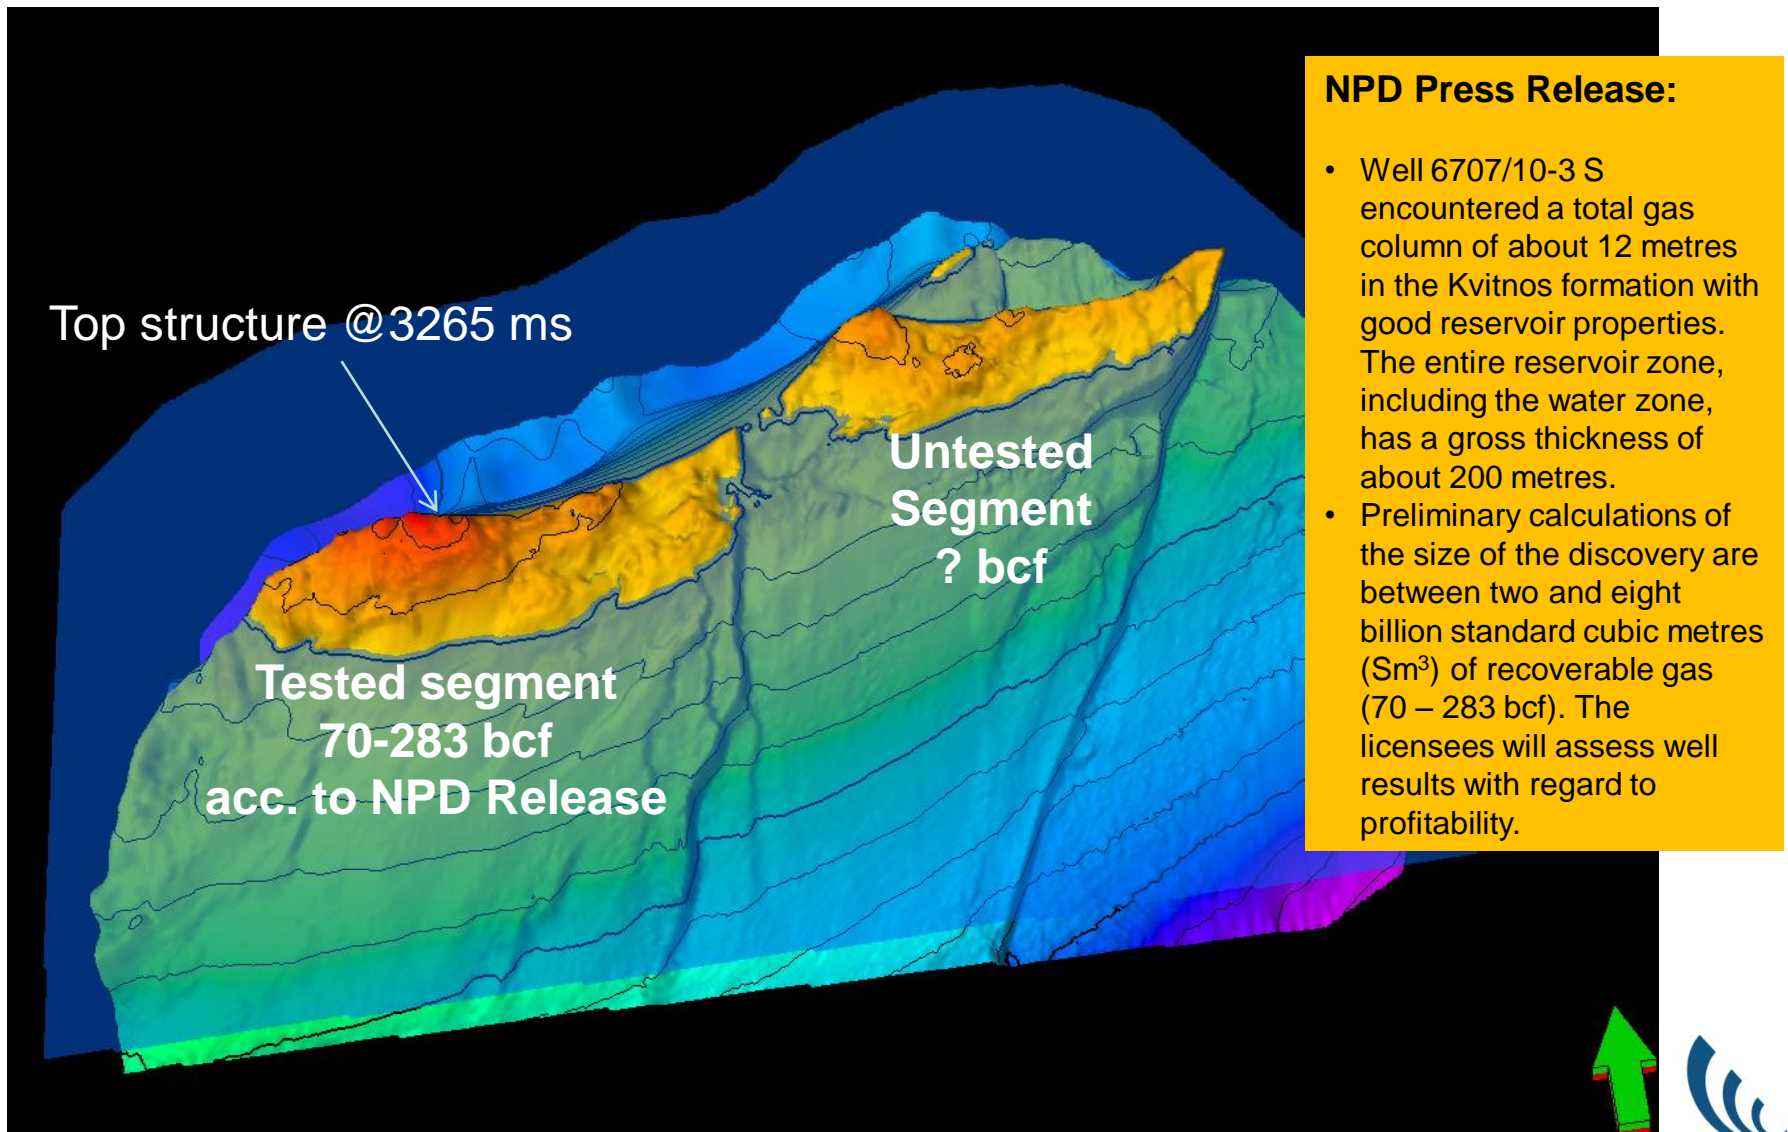 NPD Press Release:
• Well 6707/10-3 S
encountered a total gas
column of about 12 metres
in the Kvitnos formation with
good reservoir properties.
The entire reservoir zone,
including the water zone,
has a gross thickness of
about 200 metres.
• Preliminary calculations of
the size of the discovery are
between two and eight
billion standard cubic metres
(Sm³) of recoverable gas
(70 – 283 bcf). The
licensees will assess well
results with regard to
profitability.
Top structure @3265 ms
Untested
Segment
? bcf
Tested segment
70-283 bcf
acc. to NPD Release